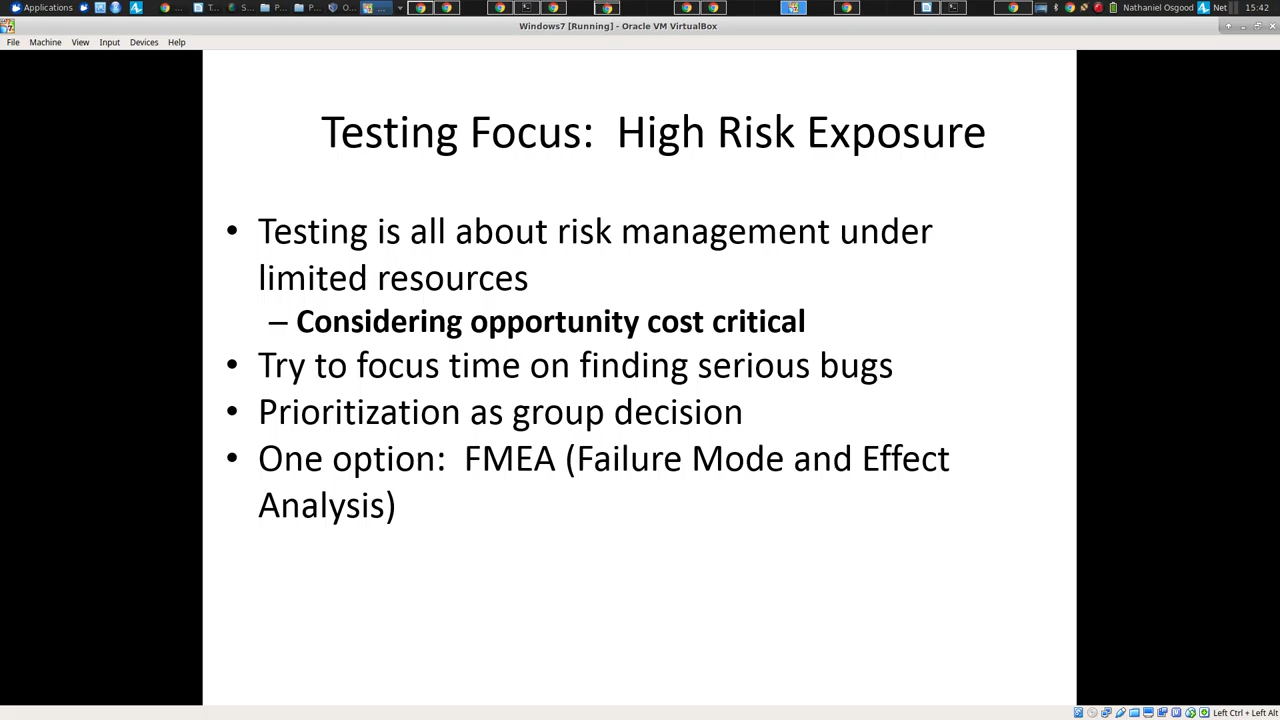 Applications
T...
S...
P...
P...
O...
...
Nathaniel Osgood
Net
15:42
Windows7 [Running] - Oracle VM VirtualBox
File Machine View Input Devices Help
Testing Focus: High Risk Exposure
• Testing is all about risk management under
limited resources
– Considering opportunity cost critical
• Try to focus time on finding serious bugs
• Prioritization as group decision
• One option: FMEA (Failure Mode and Effect
Analysis)
Left Ctrl + Left Alt